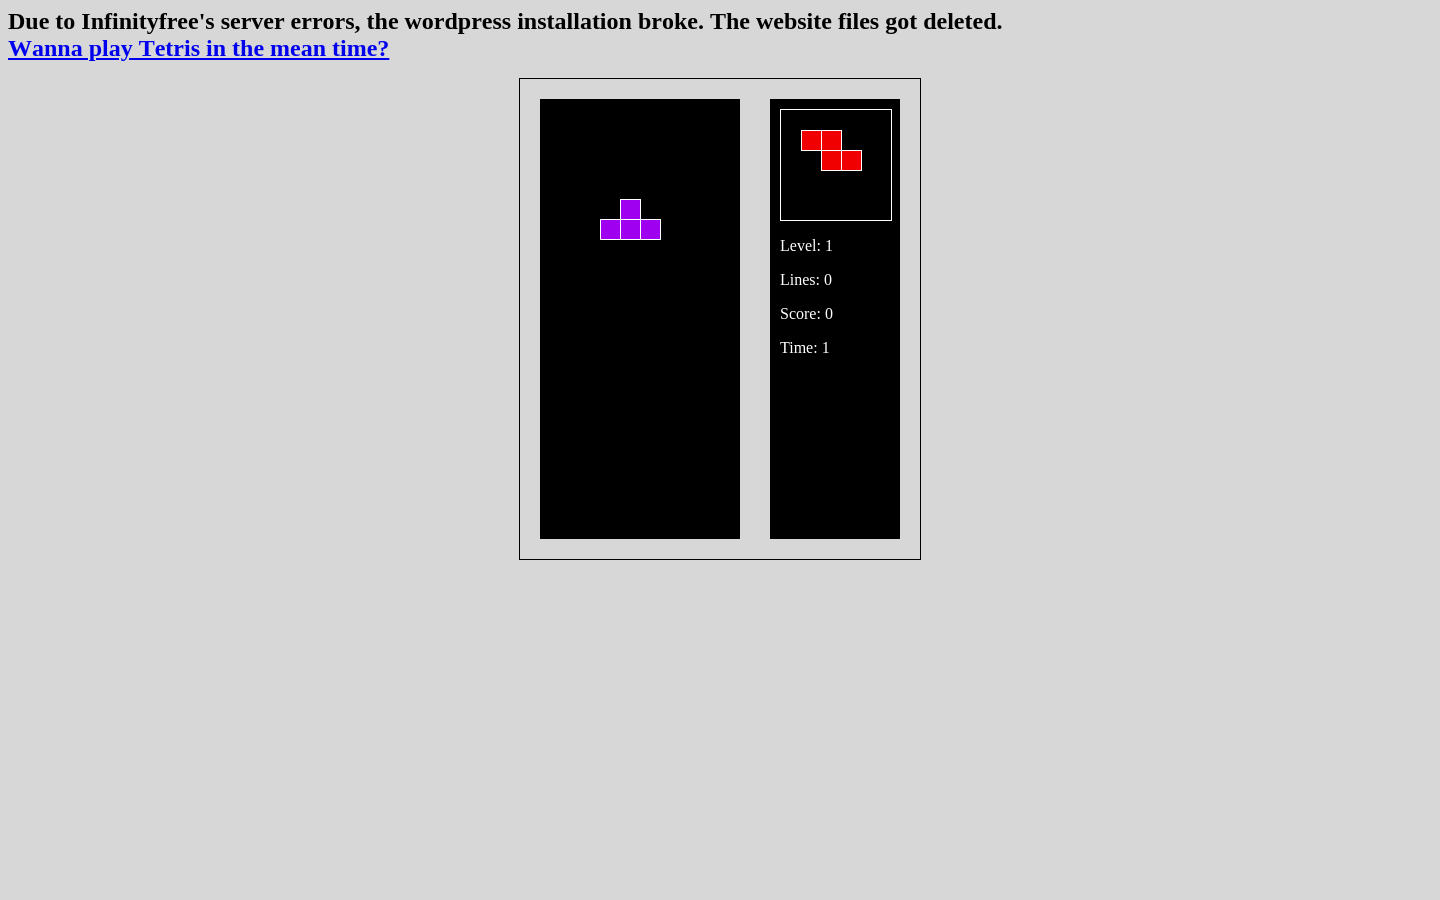 Due to Infinityfree's server errors, the wordpress installation broke. The website files got deleted.
Wanna play Tetris in the mean time?
Level: 1
Lines: 0
Score: 0
Time: 1